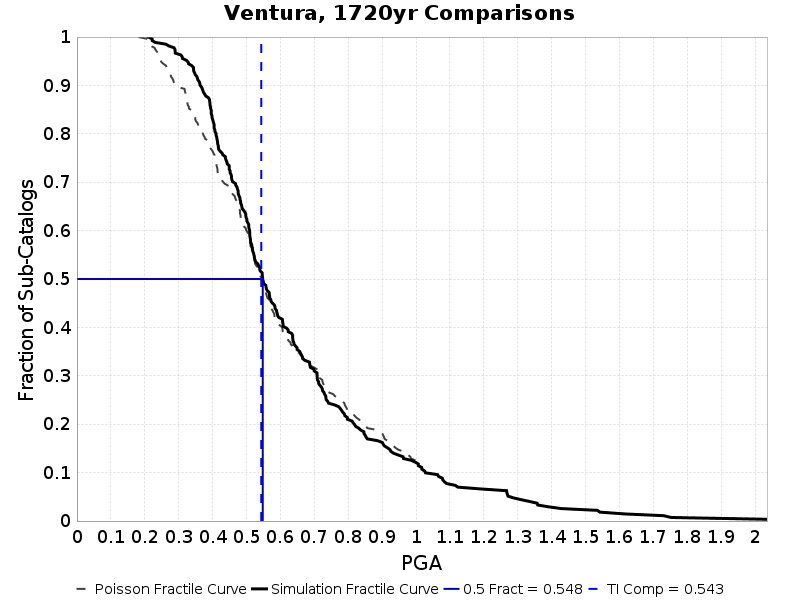 Ventura, 1720yr Comparisons
1
0.9
0.8
0.7
0.6
0.5
0.4
0.3
0.2
0.1
0
Fraction of Sub-Catalogs
0 0.1 0.2 0.3 0.4 0.5 0.6 0.7 0.8 0.9 1 1.1 1.2 1.3 1.4 1.5 1.6 1.7 1.8 1.9 2
PGA
Poisson Fractile Curve Simulation Fractile Curve 0.5 Fract = 0.548 TI Comp = 0.543